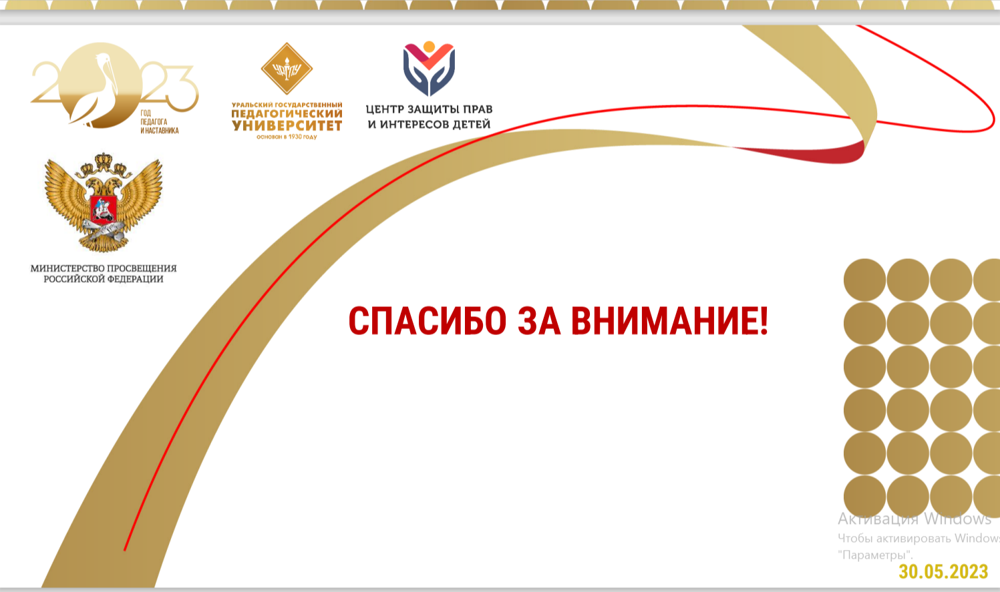 2023
ГОД
ПЕДАГОГА
И НАСТАВНИКА
УрГПУ
УРАЛЬСКИЙ ГОСУДАРСТВЕННЫЙ
ПЕДАГОГИЧЕСКИЙ
УНИВЕРСИТЕТ
основан в 1930 году
ЦЕНТР ЗАЩИТЫ ПРАВ
И ИНТЕРЕСОВ ДЕТЕЙ
МИНИСТЕРСТВО ПРОСВЕЩЕНИЯ
РОССИЙСКОЙ ФЕДЕРАЦИИ
СПАСИБО ЗА ВНИМАНИЕ!
Активация Windows
Чтобы активировать Windows
"Параметры".
30.05.2023